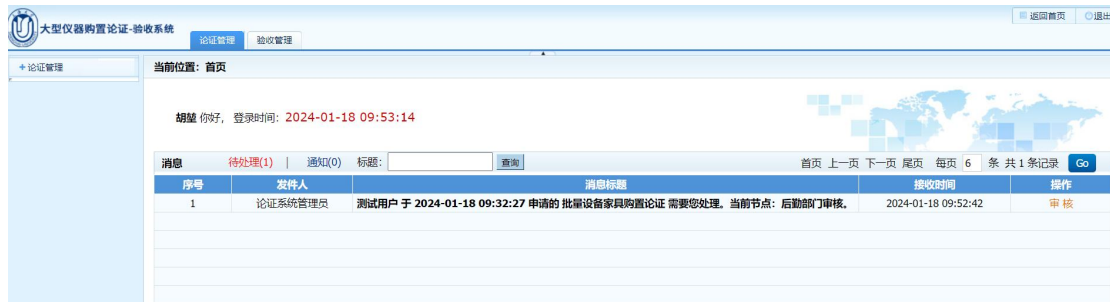 返回首页 退出
大型仪器购置论证-验收系统
论证管理 验收管理
+论证管理
当前位置：首页
胡堃 你好， 登录时间：2024-01-18 09:53:14
消息 待处理(1) | 通知(0) 标题： 查询 首页 上一页 下一页 尾页 每页 6 条 共 1 条记录 Go
序号 发件人 消息标题 接收时间 操作
1 论证系统管理员 测试用户 于 2024-01-18 09:32:27 申请的 批量设备家具购置论证 需要您处理。当前节点：后勤部门审核。 2024-01-18 09:52:42 审 核